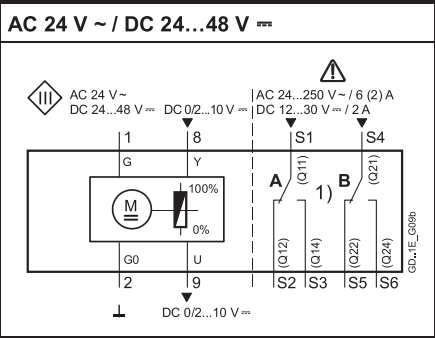 AC 24 V ~ / DC 24...48 V ⎓
III
AC 24 V ~
DC 24...48 V ⎓
DC 0/2...10 V ⎓
AC 24...250 V ~ / 6 (2) A
DC 12...30 V ⎓ / 2 A
1 8 S1 S4
G Y (Q11) (Q21)
A 1) B
M
100%
0%
G0 U (Q12) (Q14) (Q22) (Q24)
2 9 S2 S3 S5 S6
DC 0/2...10 V ⎓
GD..1E_G09b